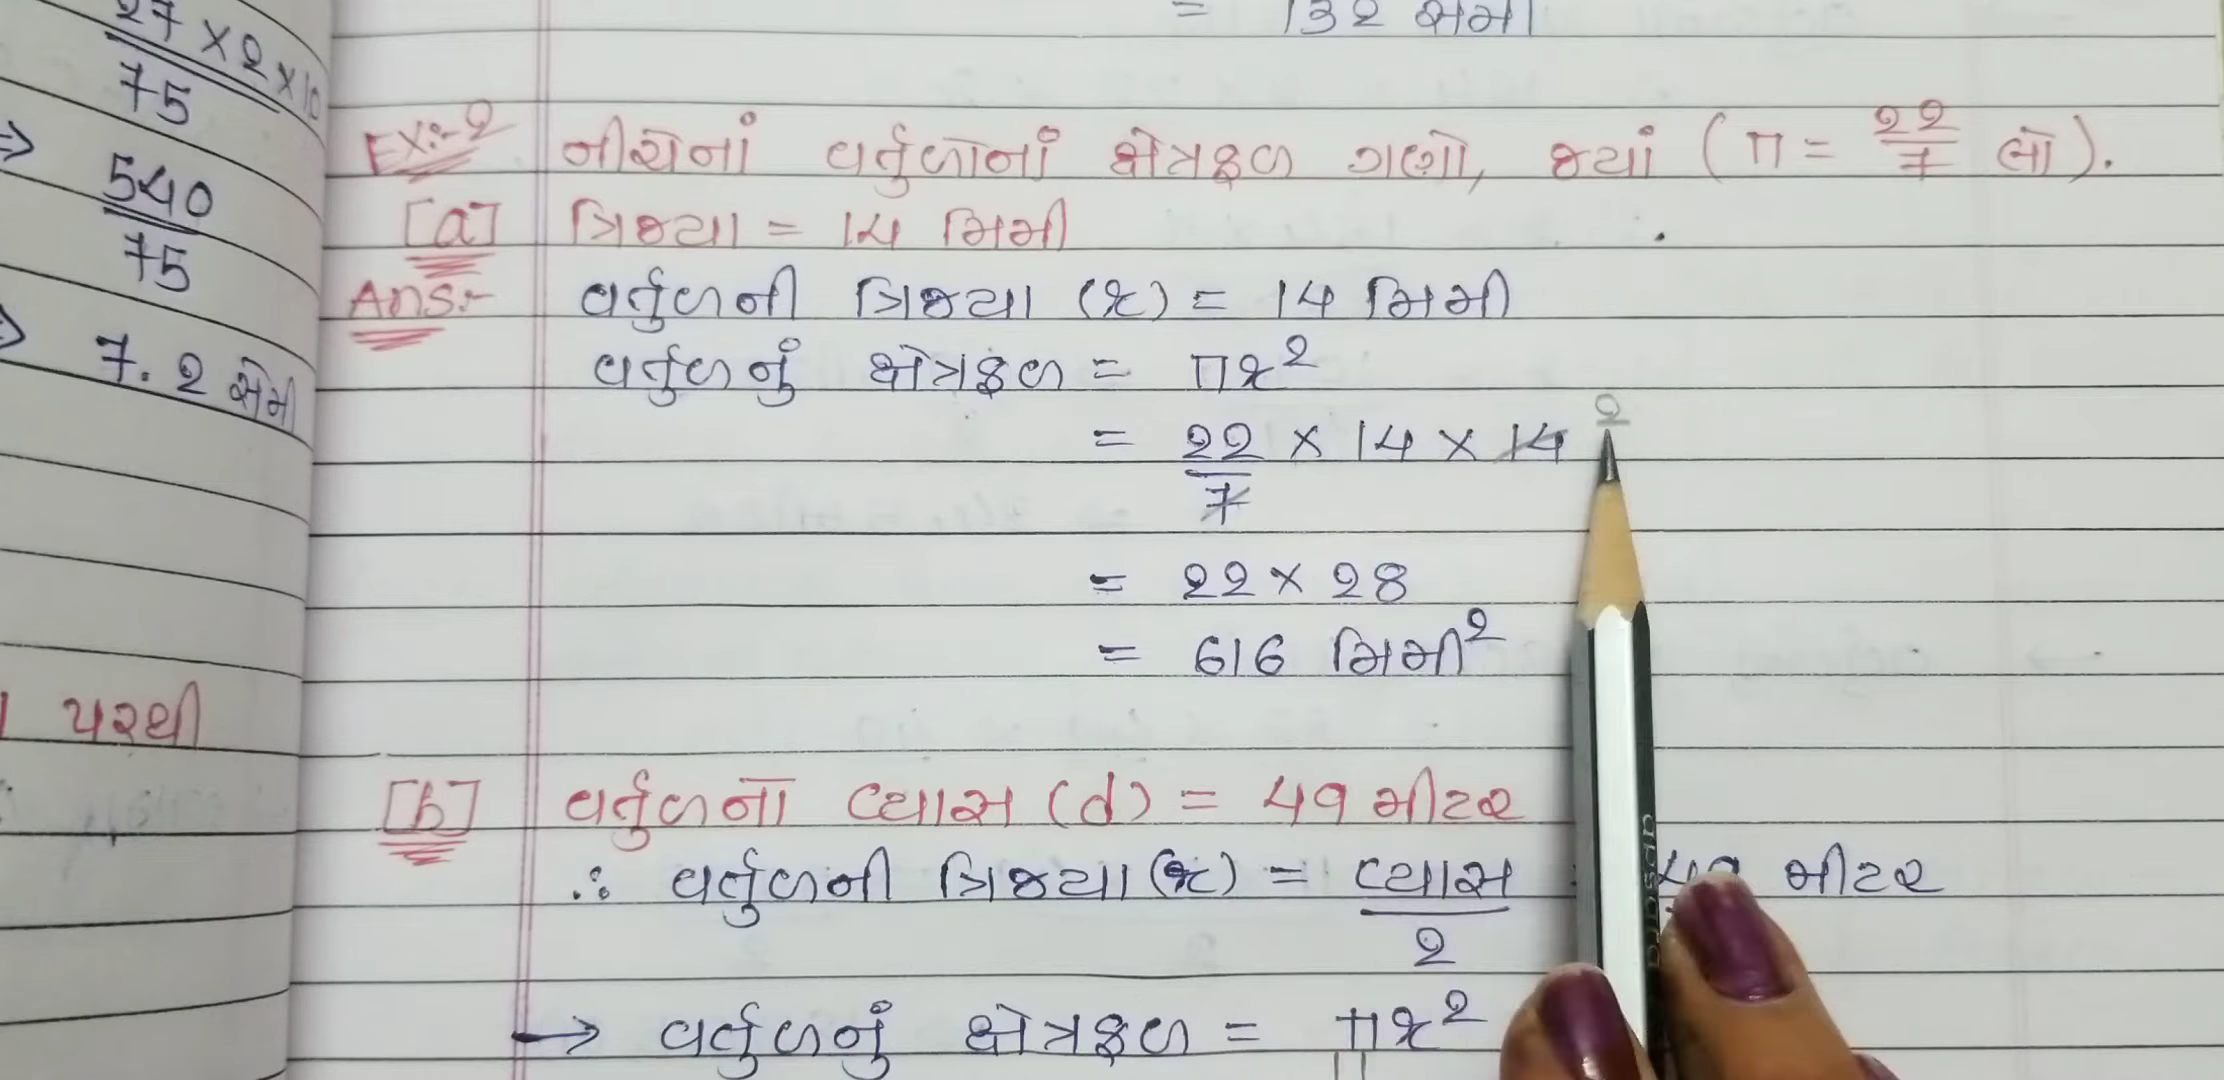 27 × 2 × 10
75
⇒ 540
75
⇒ 7.2 સેમી
પરથી
= 132 સેમી
Ex:-2 નીચેનાં વર્તુળોનાં ક્ષેત્રફળ ગણો, જ્યાં (π = 22/7 લો).
[a] ત્રિજ્યા = 14 મિમી
Ans:- વર્તુળની ત્રિજ્યા (r) = 14 મિમી
વર્તુળનું ક્ષેત્રફળ = πr²
= 22/7 × 14 × 14 2
= 22 × 28
= 616 મિમી²
[b] વર્તુળનો વ્યાસ (d) = 49 મીટર
∴ વર્તુળની ત્રિજ્યા (r) = વ્યાસ/2 = 49 મીટર
→ વર્તુળનું ક્ષેત્રફળ = πr²